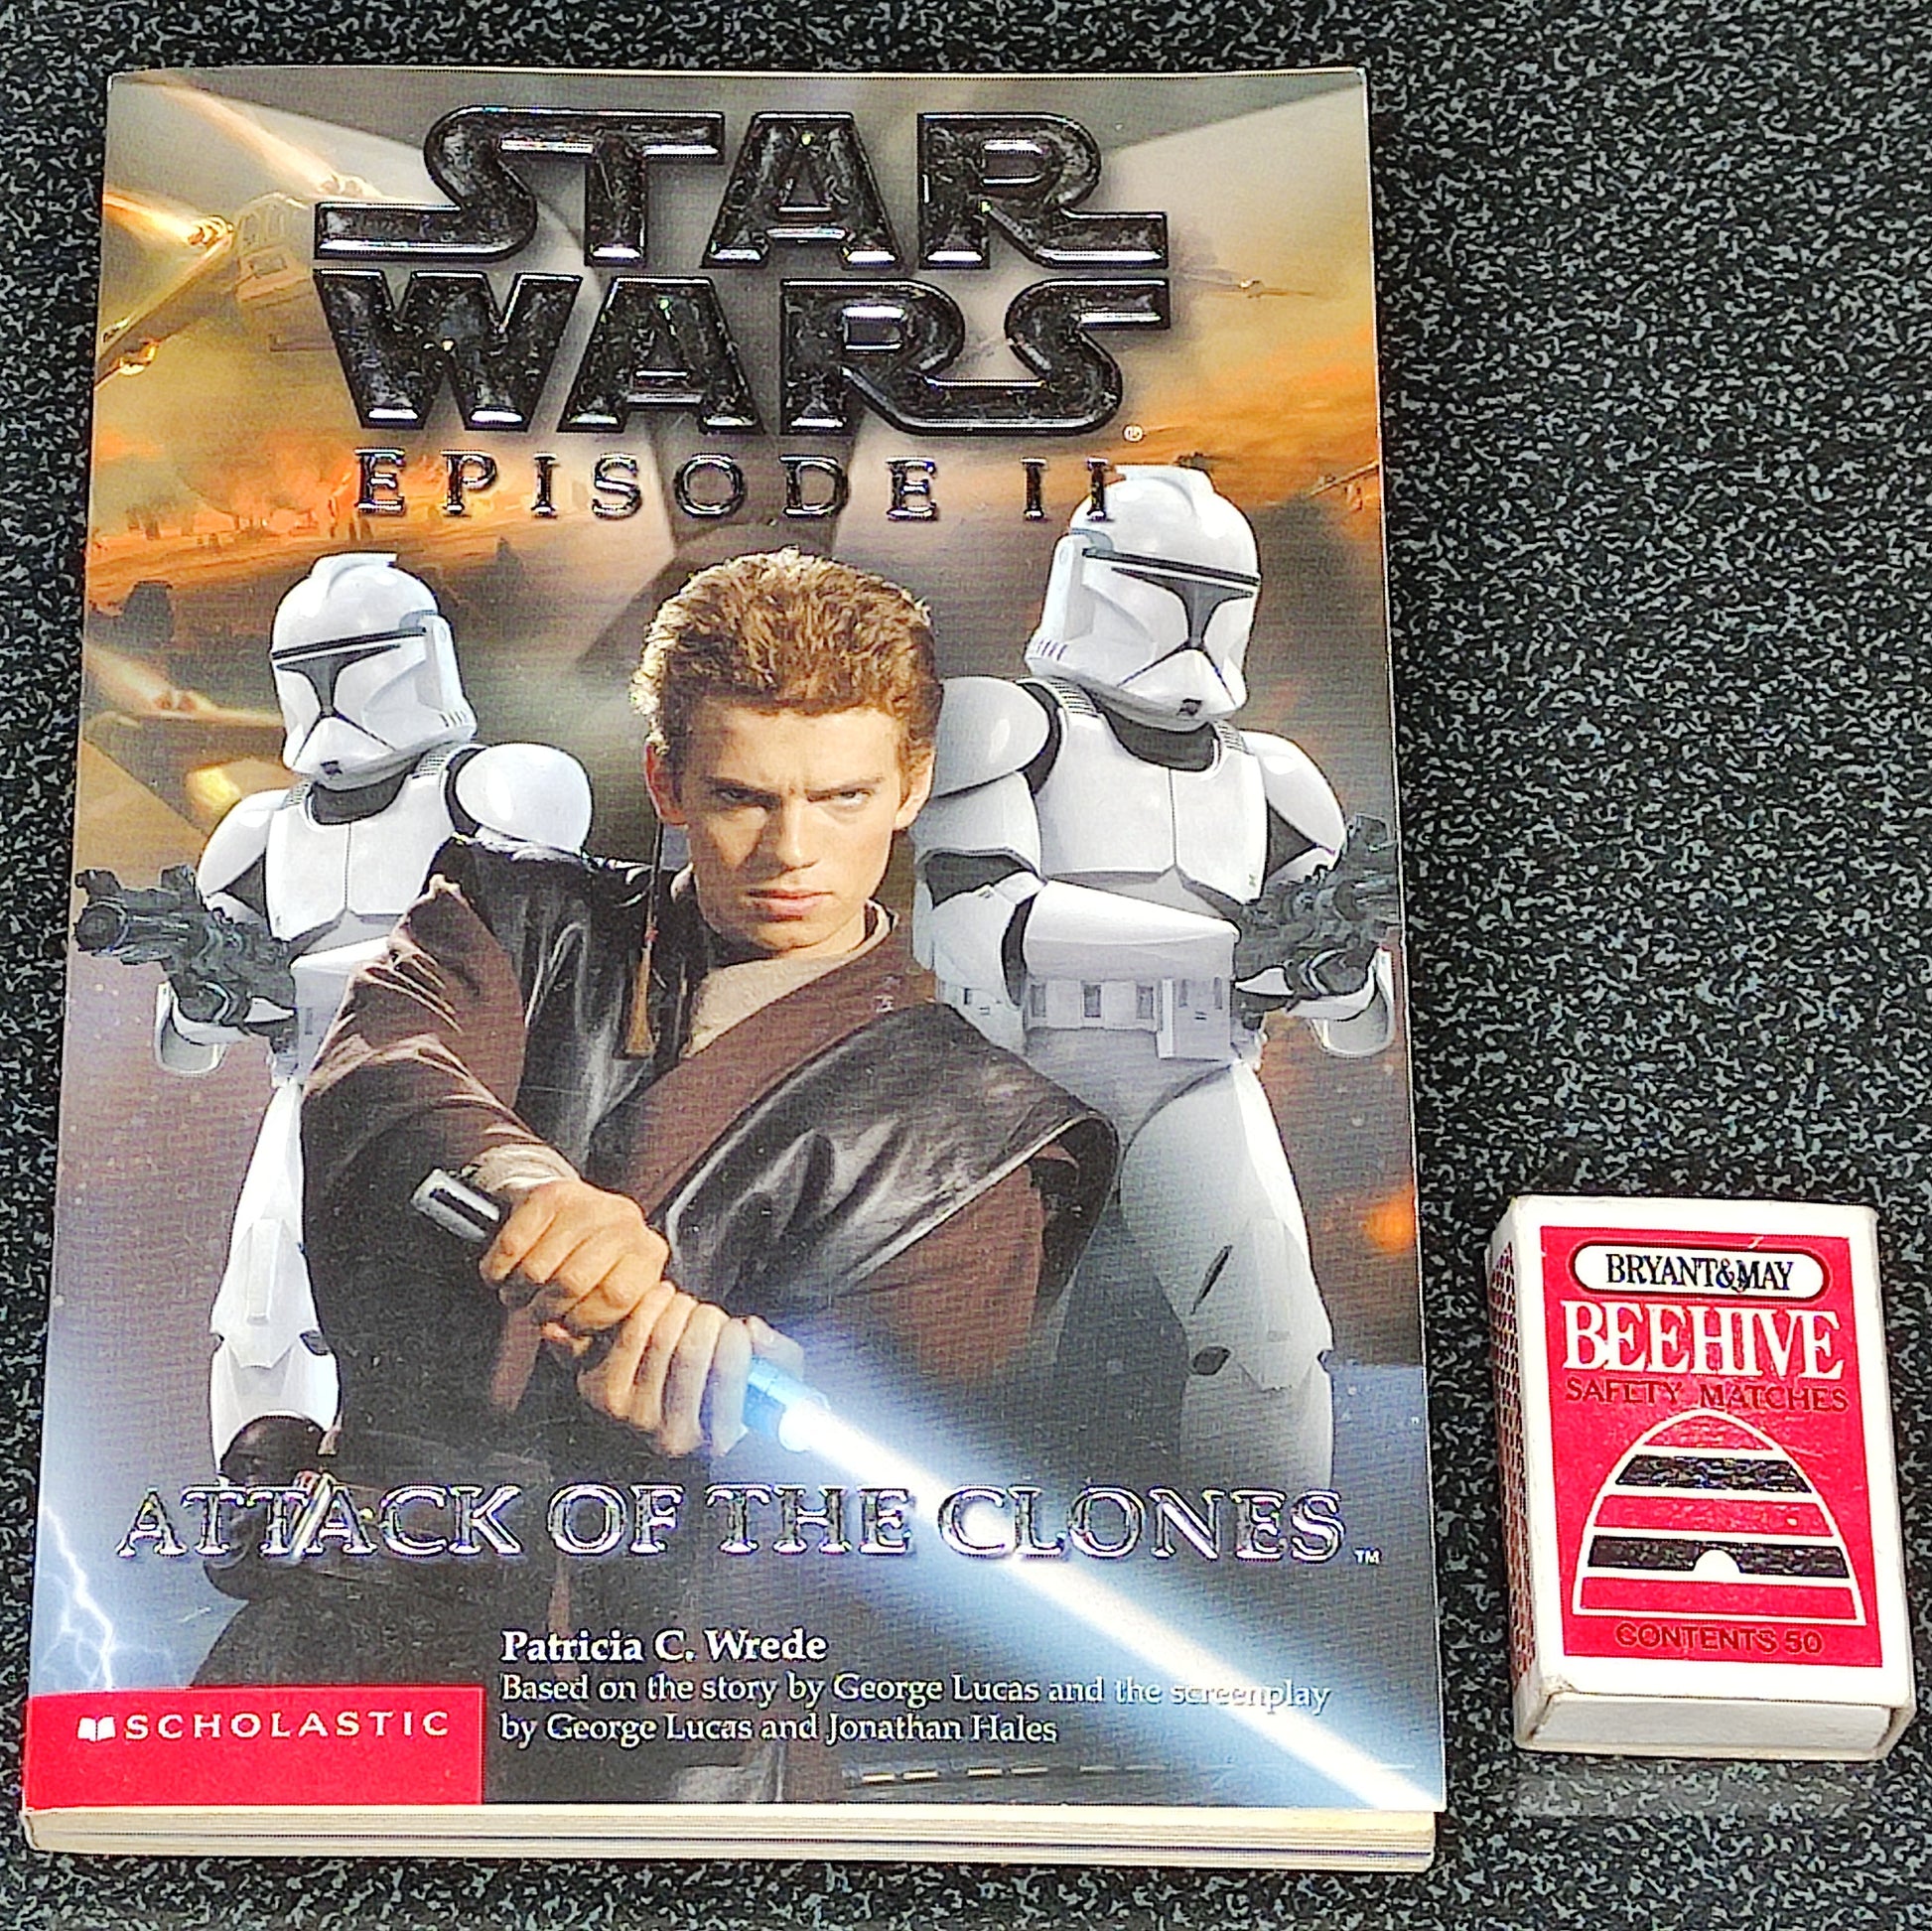 STAR
WARS®
EPISODE II
ATTACK OF THE CLONES™
Patricia C. Wrede
Based on the story by George Lucas and the screenplay
by George Lucas and Jonathan Hales
SCHOLASTIC
BRYANT&MAY
BEEHIVE
SAFETY MATCHES
CONTENTS 50